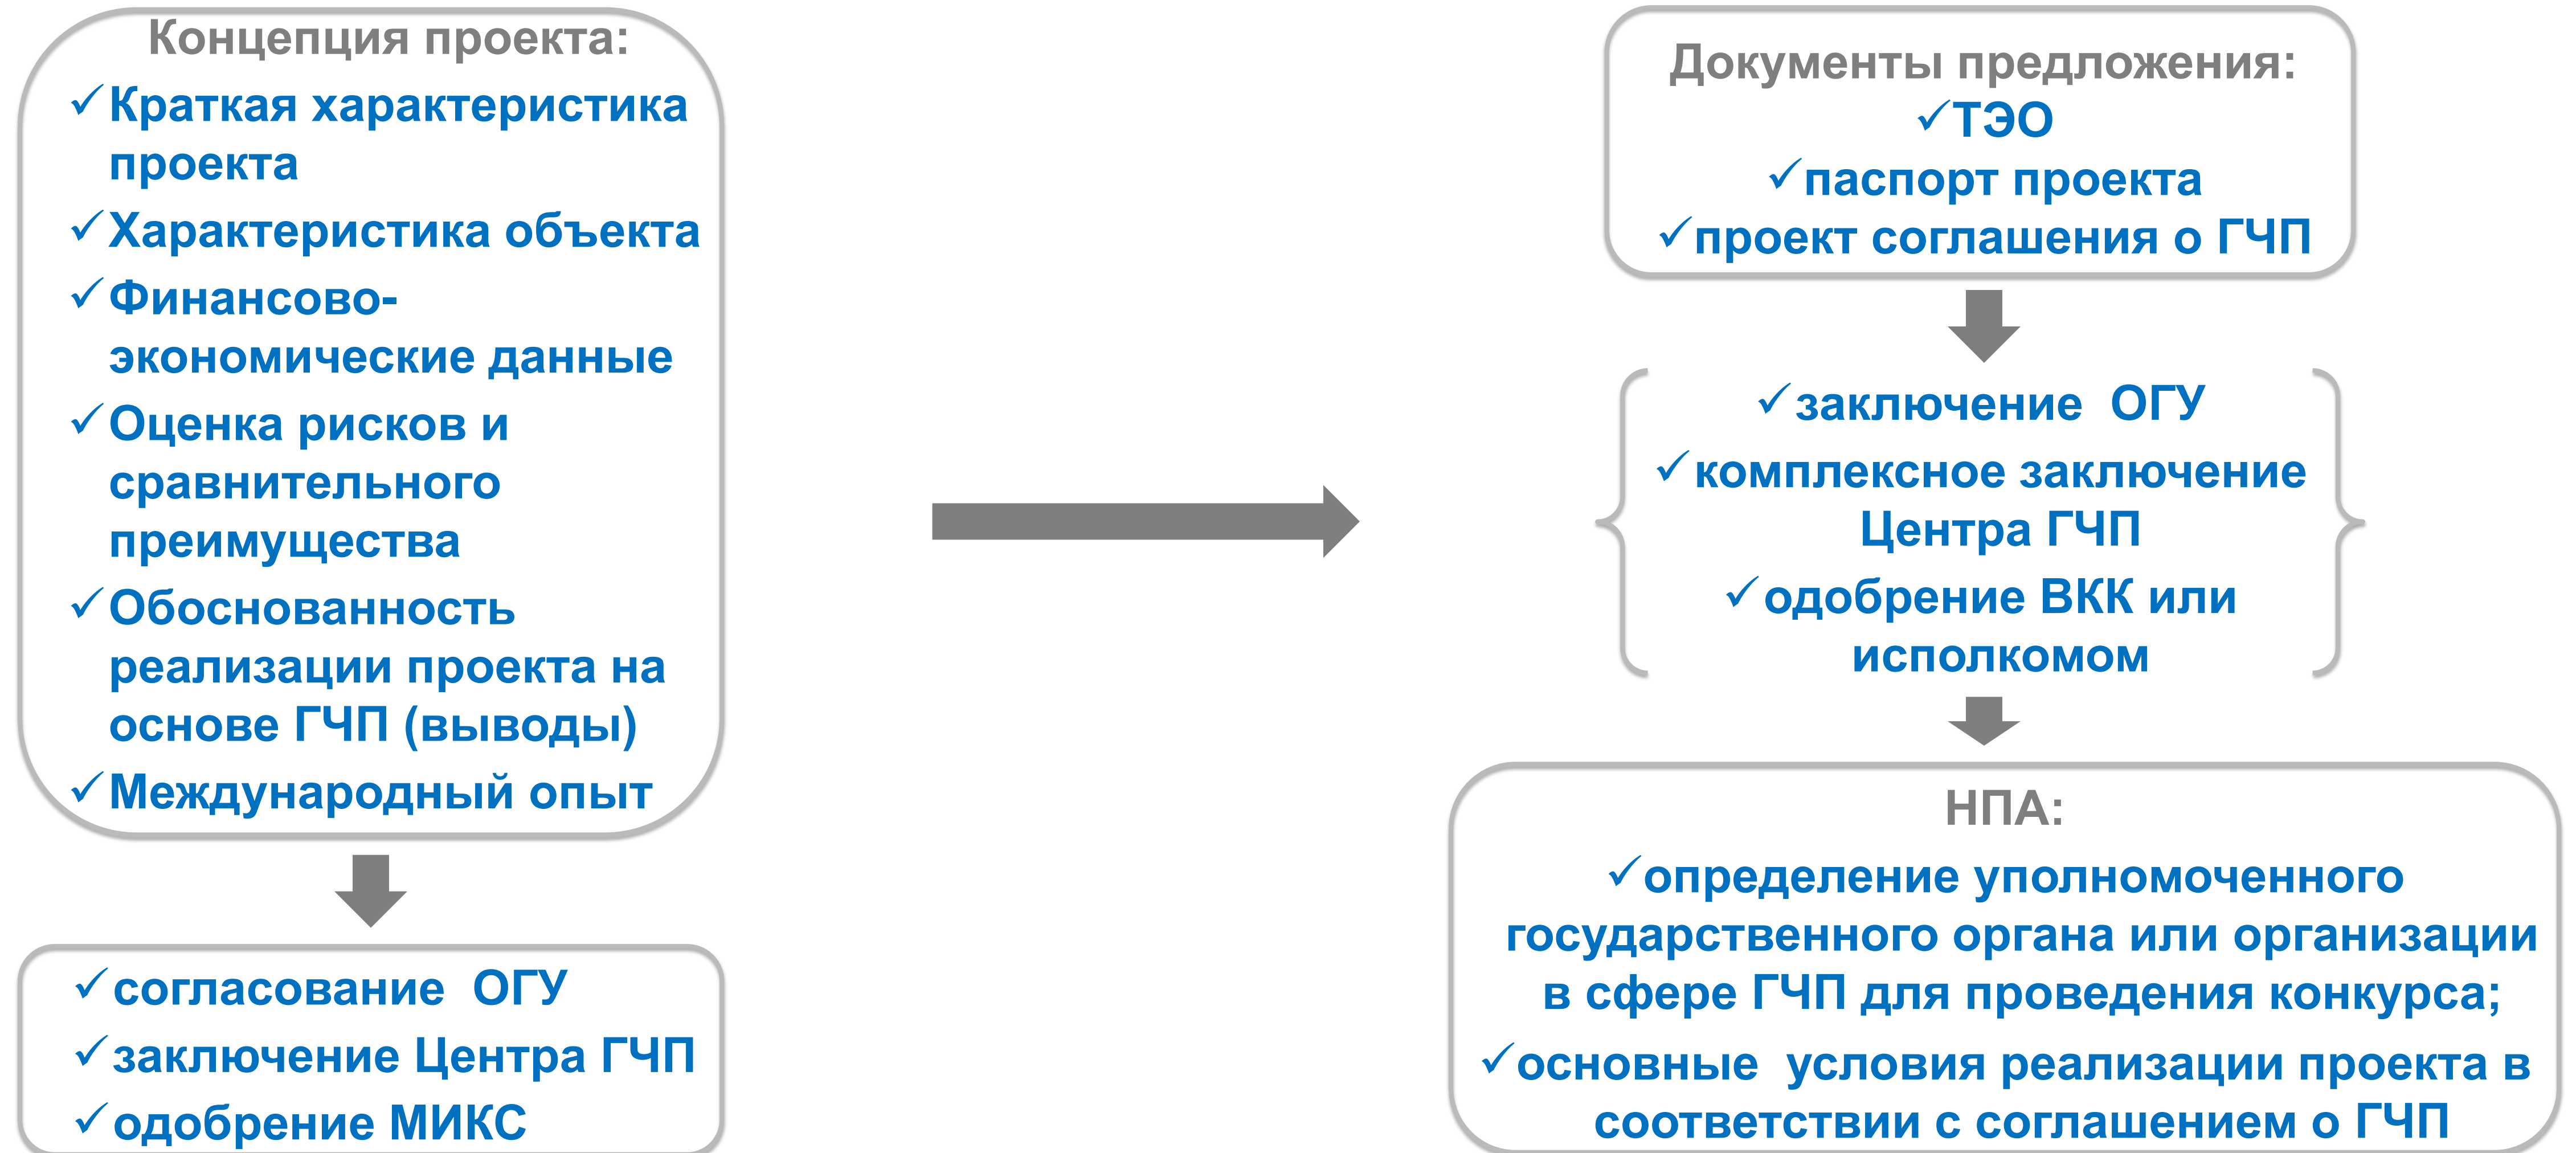 Концепция проекта:
✓Краткая характеристика
проекта
✓Характеристика объекта
✓Финансово-
экономические данные
✓Оценка рисков и
сравнительного
преимущества
✓Обоснованность
реализации проекта на
основе ГЧП (выводы)
✓Международный опыт
✓согласование ОГУ
✓заключение Центра ГЧП
✓одобрение МИКС
Документы предложения:
✓ТЭО
✓паспорт проекта
✓проект соглашения о ГЧП
✓заключение ОГУ
✓комплексное заключение
Центра ГЧП
✓одобрение ВКК или
исполкомом
НПА:
✓определение уполномоченного
государственного органа или организации
в сфере ГЧП для проведения конкурса;
✓основные условия реализации проекта в
соответствии с соглашением о ГЧП